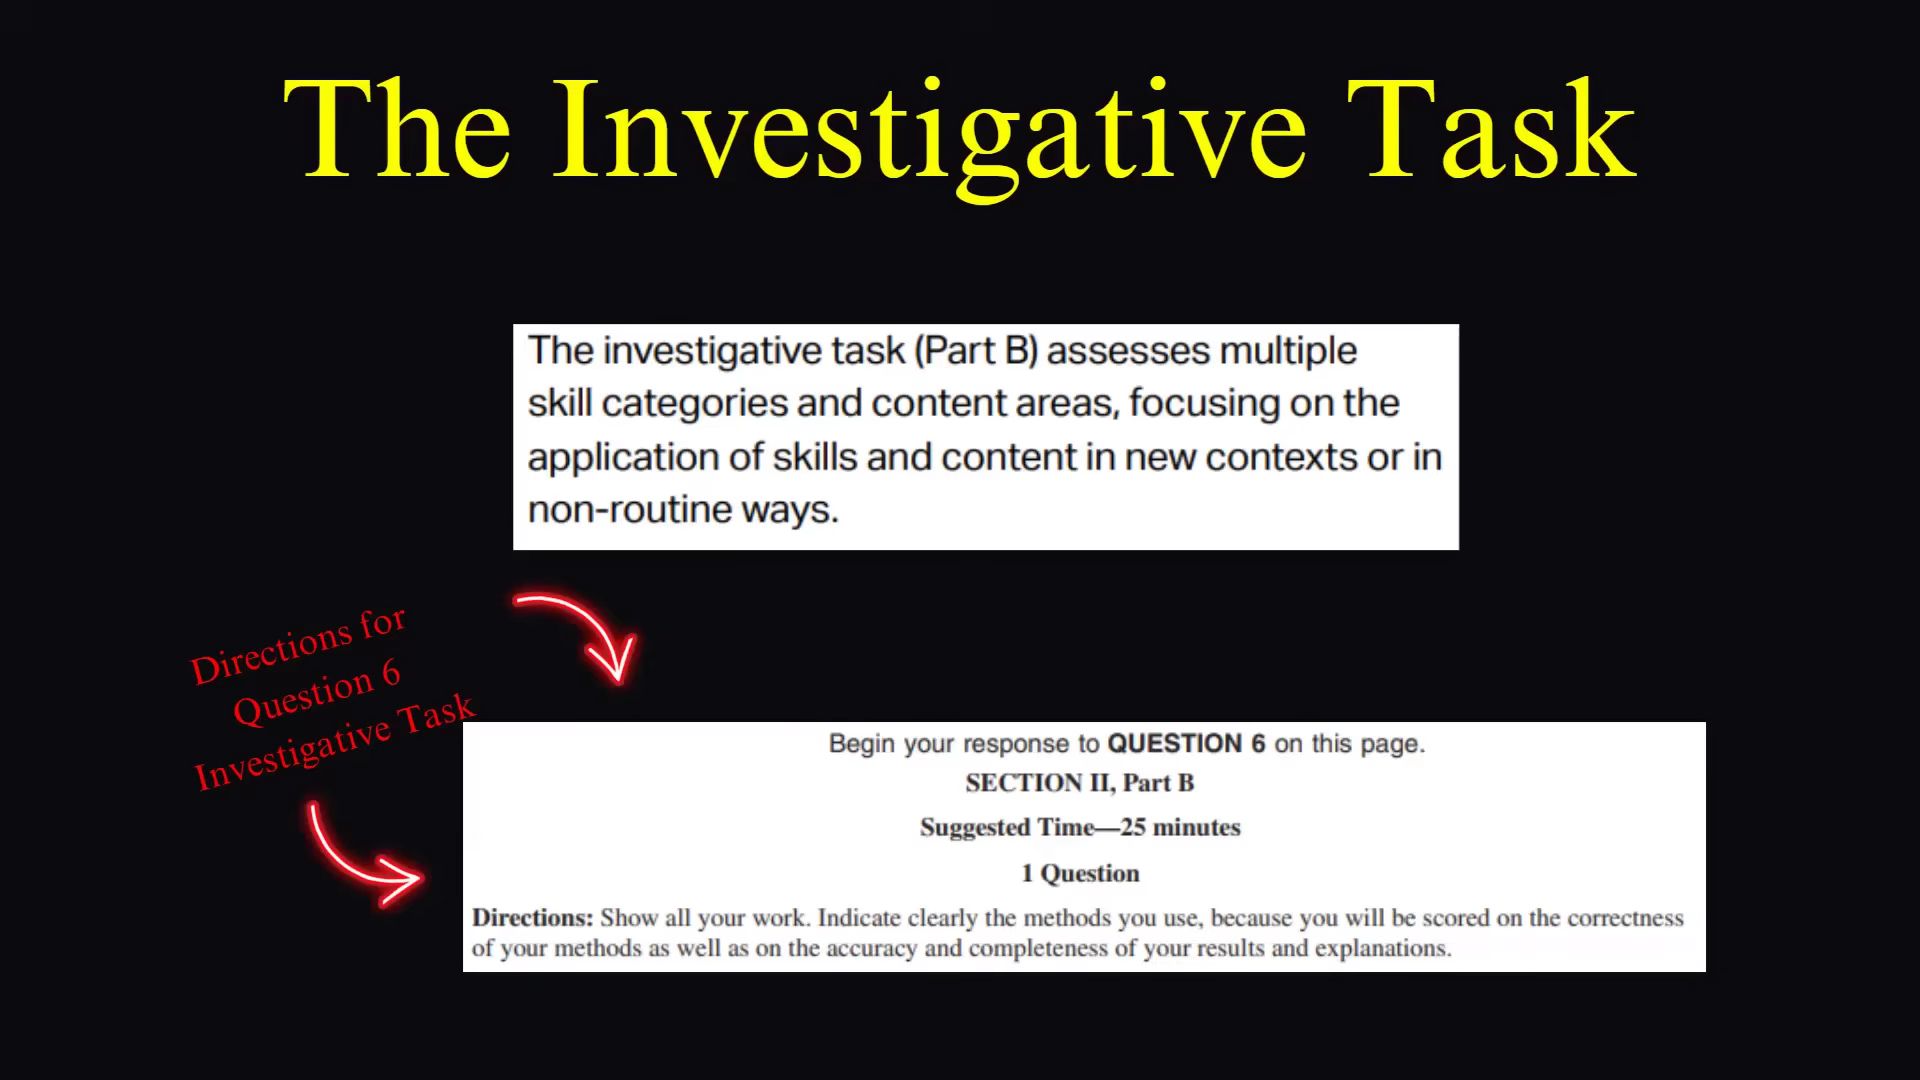 The Investigative Task
The investigative task (Part B) assesses multiple
skill categories and content areas, focusing on the
application of skills and content in new contexts or in
non-routine ways.
Directions for
Question 6
Investigative Task
Begin your response to QUESTION 6 on this page.
SECTION II, Part B
Suggested Time—25 minutes
1 Question
Directions: Show all your work. Indicate clearly the methods you use, because you will be scored on the correctness
of your methods as well as on the accuracy and completeness of your results and explanations.